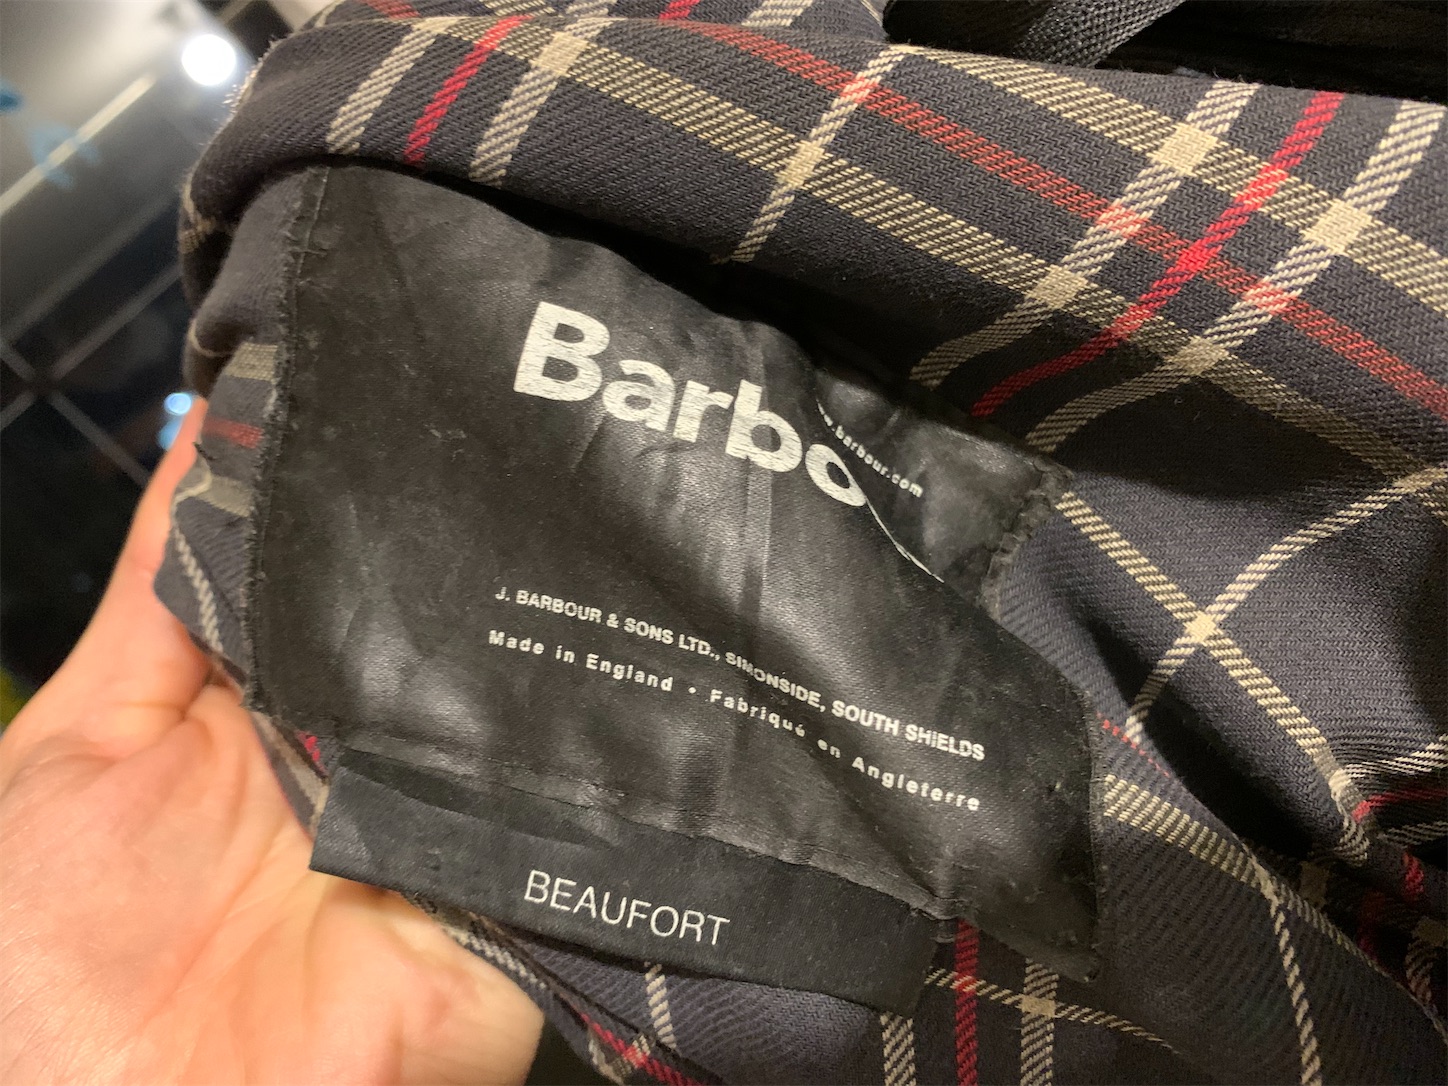 Barbo
.barbour.com
J. BARBOUR & SONS LTD., SIMONSIDE, SOUTH SHIELDS
Made in England • Fabriqué en Angleterre
BEAUFORT